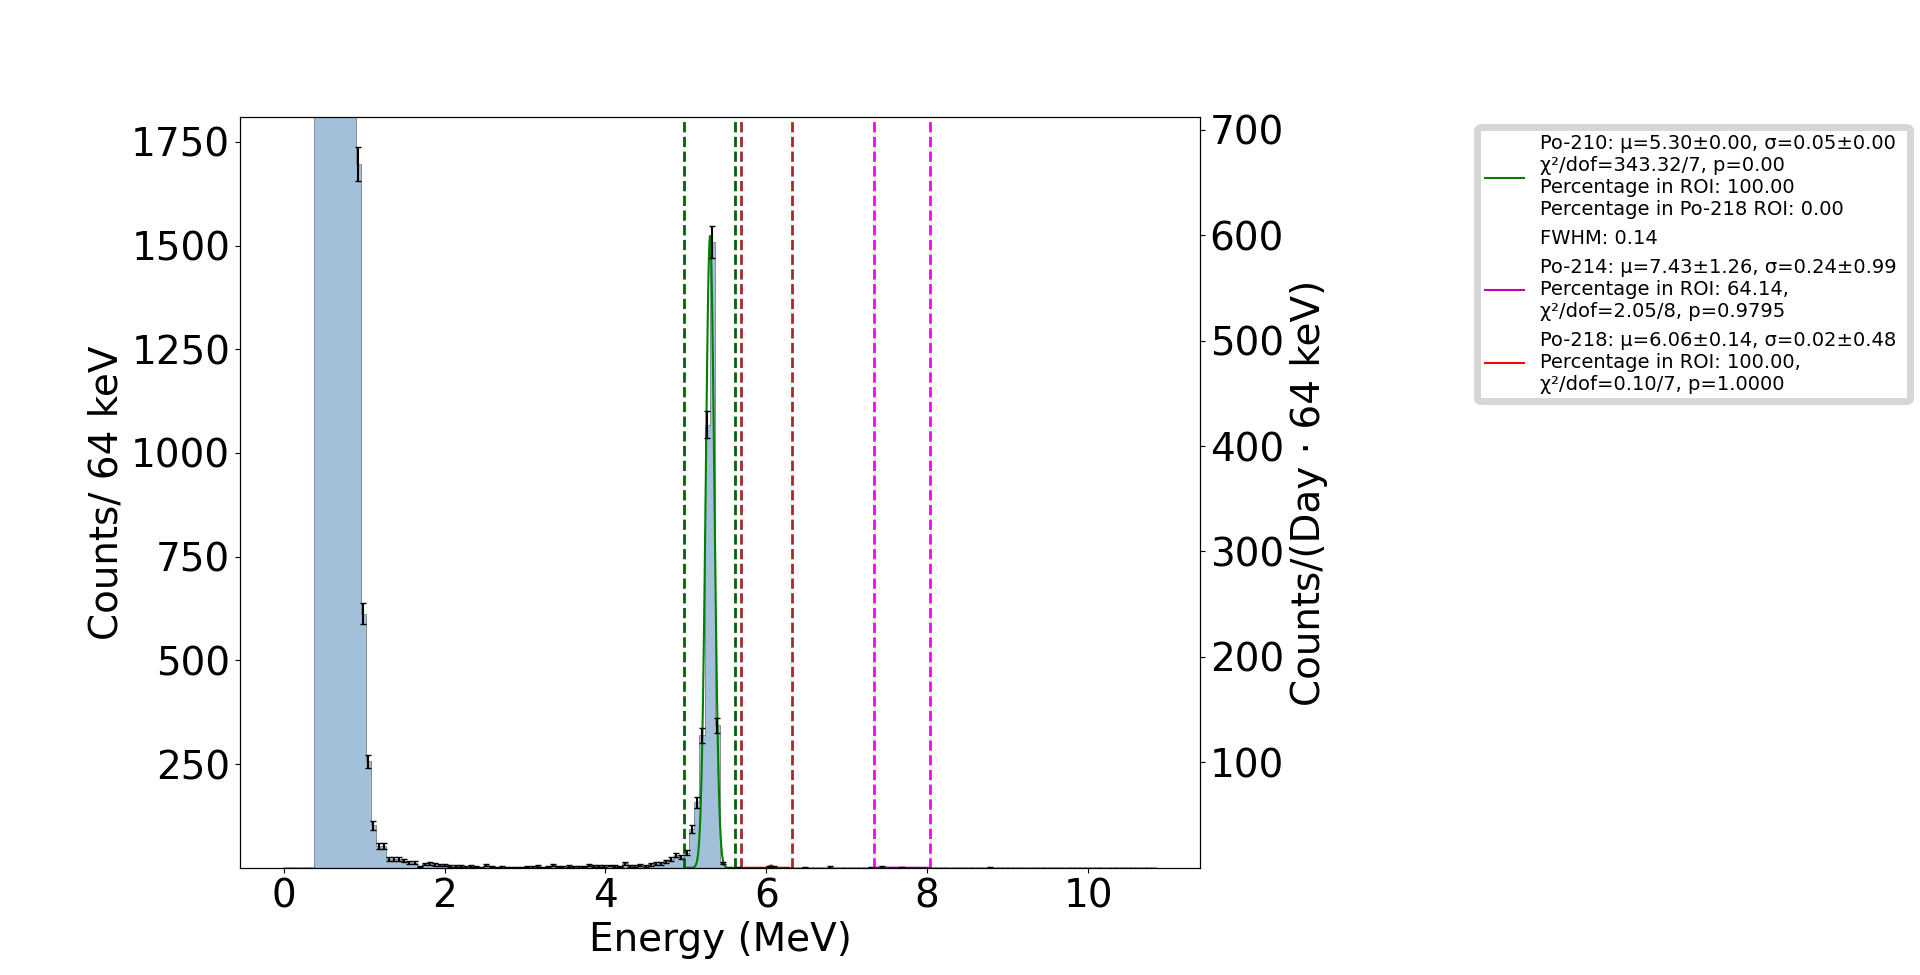 1750
1500
1250
1000
750
500
250
Counts/ 64 keV
700
600
500
400
300
200
100
Counts/(Day · 64 keV)
0 2 4 6 8 10
Energy (MeV)
Po-210: μ=5.30±0.00, σ=0.05±0.00
χ²/dof=343.32/7, p=0.00
Percentage in ROI: 100.00
Percentage in Po-218 ROI: 0.00
FWHM: 0.14
Po-214: μ=7.43±1.26, σ=0.24±0.99
Percentage in ROI: 64.14,
χ²/dof=2.05/8, p=0.9795
Po-218: μ=6.06±0.14, σ=0.02±0.48
Percentage in ROI: 100.00,
χ²/dof=0.10/7, p=1.0000